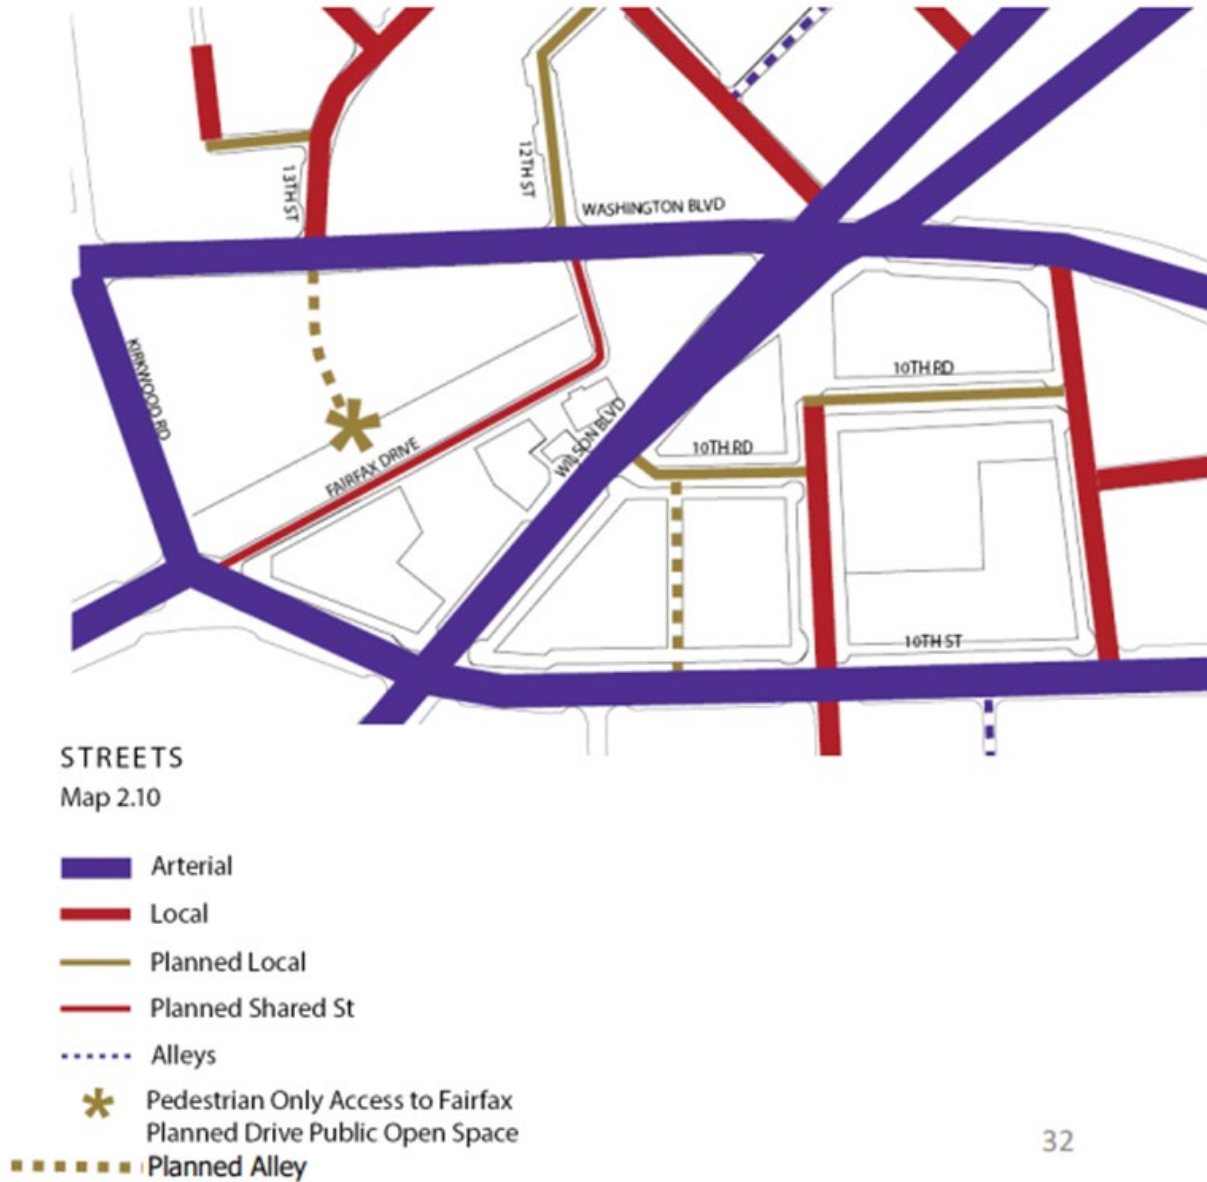 13TH ST
12TH ST
WASHINGTON BLVD
KIRKWOOD RD
10TH RD
FAIRFAX DRIVE
WILSON BLVD
10TH RD
10TH ST
STREETS
Map 2.10
Arterial
Local
Planned Local
Planned Shared St
Alleys
Pedestrian Only Access to Fairfax
Planned Drive Public Open Space
Planned Alley
32